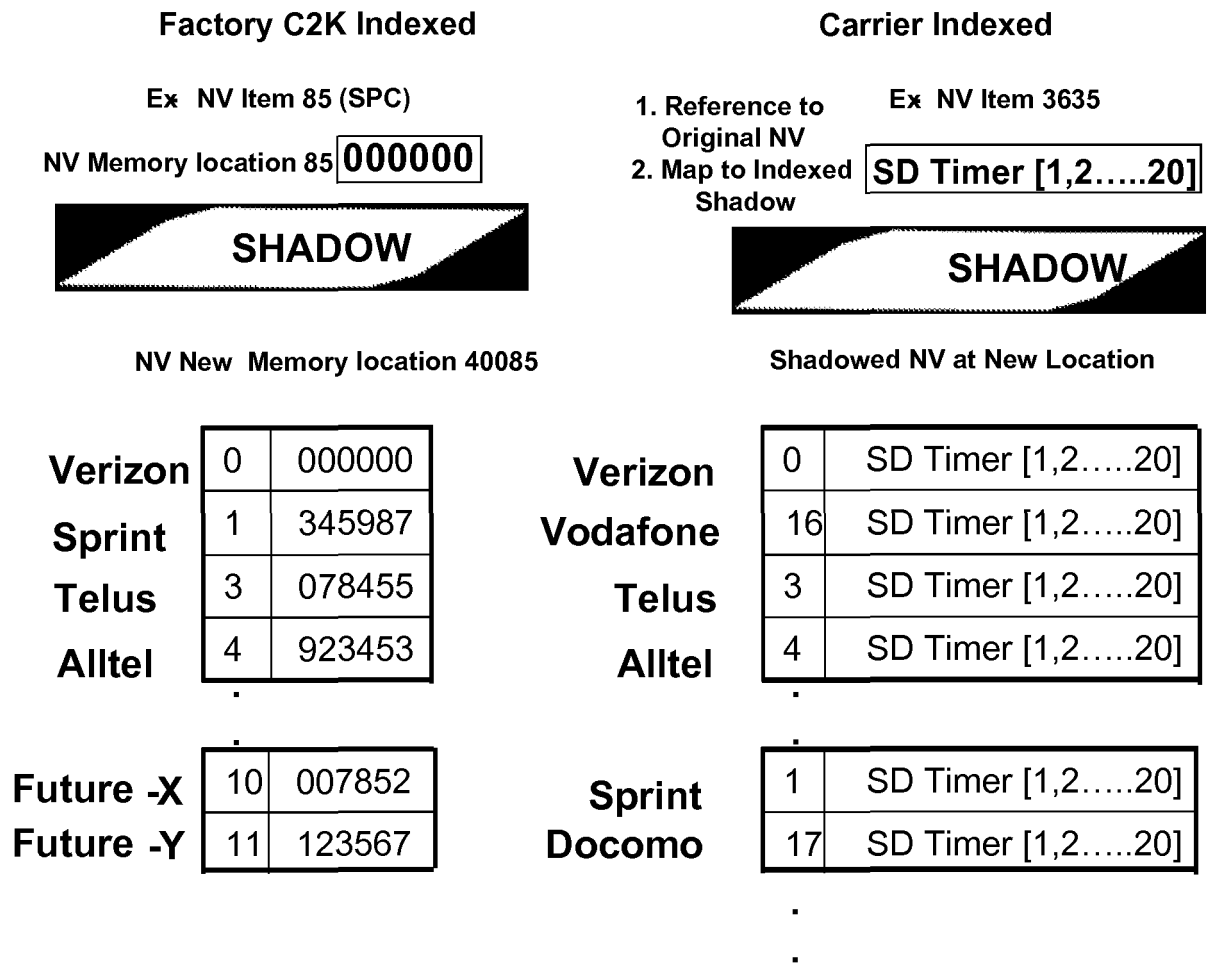 Factory C2K Indexed
Ex NV Item 85 (SPC)
NV Memory location 85 000000
SHADOW
NV New Memory location 40085
Verizon 0 000000
Sprint 1 345987
Telus 3 078455
Alltel 4 923453
.
.
Future -X 10 007852
Future -Y 11 123567
Carrier Indexed
1. Reference to
Original NV
2. Map to Indexed
Shadow
Ex NV Item 3635
SD Timer [1,2.....20]
SHADOW
Shadowed NV at New Location
Verizon 0 SD Timer [1,2.....20]
Vodafone 16 SD Timer [1,2.....20]
Telus 3 SD Timer [1,2.....20]
Alltel 4 SD Timer [1,2.....20]
.
.
Sprint 1 SD Timer [1,2.....20]
Docomo 17 SD Timer [1,2.....20]
.
.